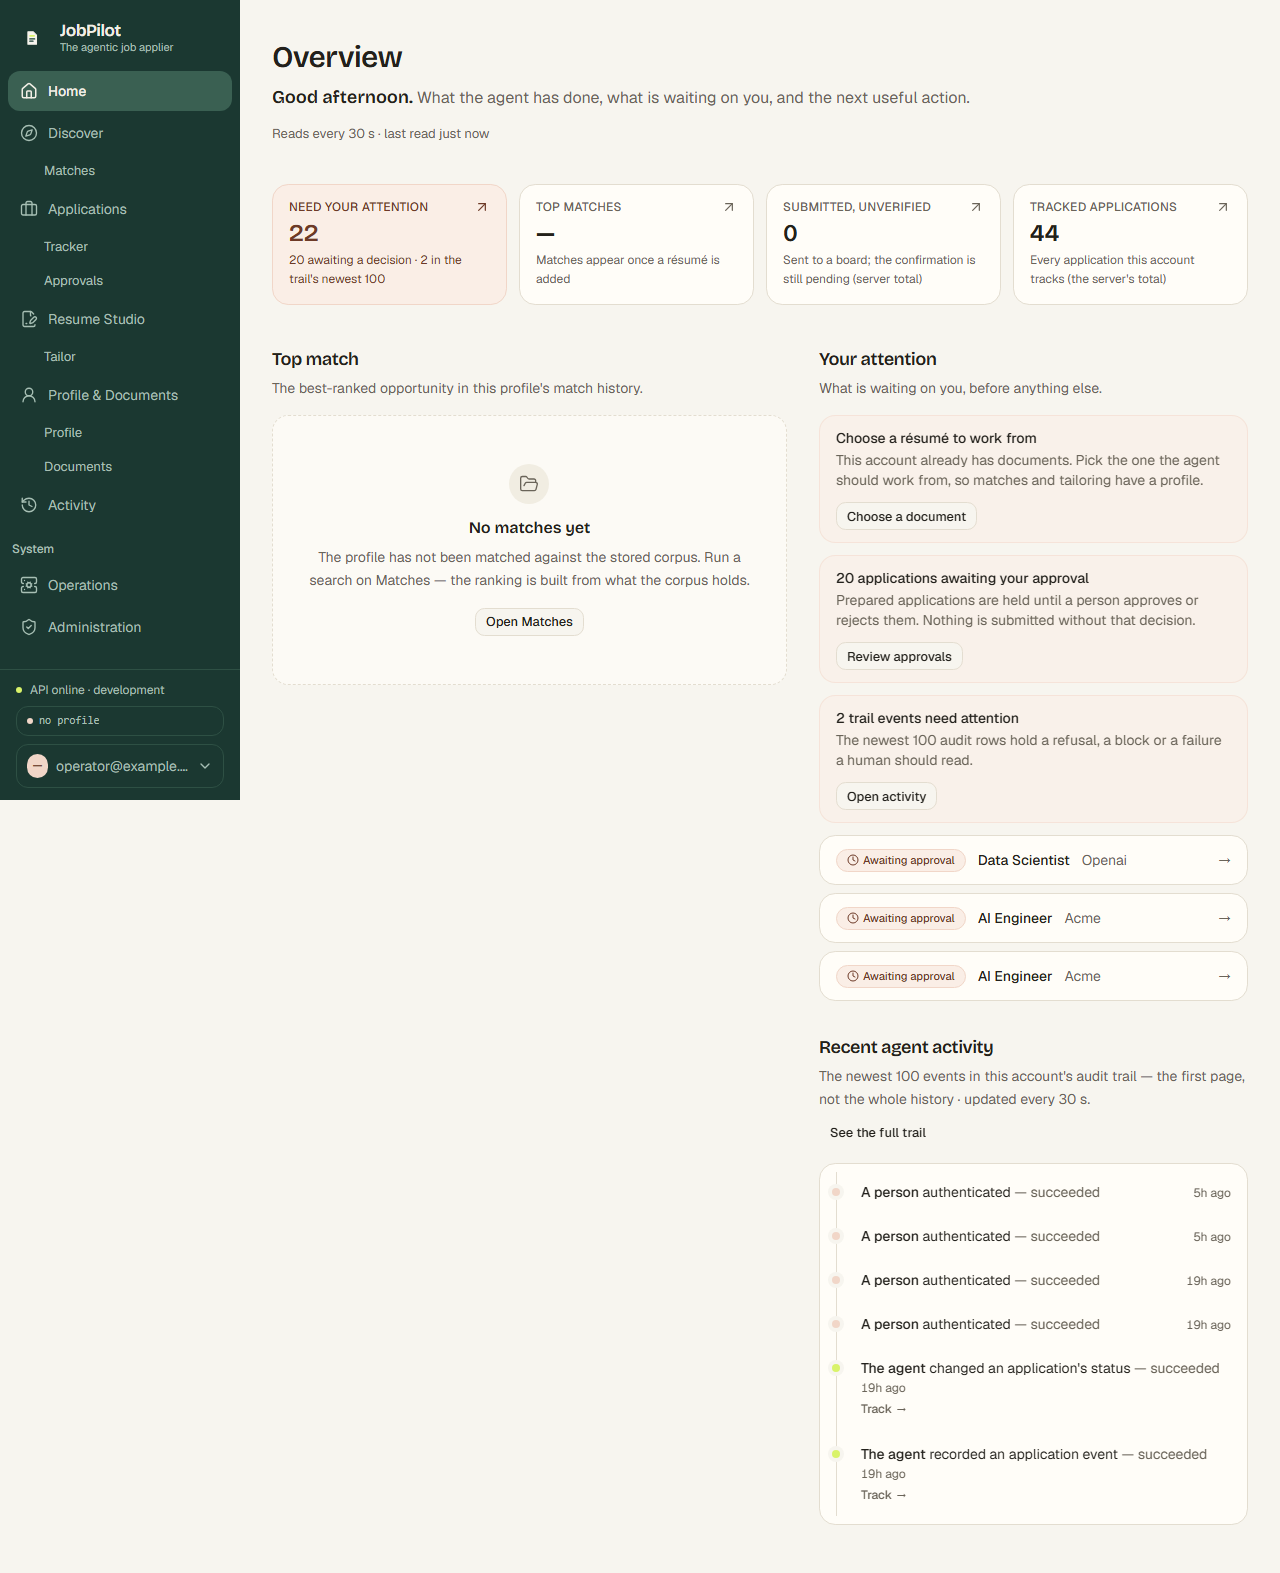 JobPilot
The agentic job applier
Home
Discover
Matches
Applications
Tracker
Approvals
Resume Studio
Tailor
Profile & Documents
Profile
Documents
Activity
System
Operations
Administration
API online · development
no profile
operator@example....
Overview
Good afternoon. What the agent has done, what is waiting on you, and the next useful action.
Reads every 30 s · last read just now
NEED YOUR ATTENTION
22
20 awaiting a decision · 2 in the
trail's newest 100
TOP MATCHES
—
Matches appear once a résumé is
added
SUBMITTED, UNVERIFIED
0
Sent to a board; the confirmation is
still pending (server total)
TRACKED APPLICATIONS
44
Every application this account
tracks (the server's total)
Top match
The best-ranked opportunity in this profile's match history.
No matches yet
The profile has not been matched against the stored corpus. Run a
search on Matches — the ranking is built from what the corpus holds.
Open Matches
Your attention
What is waiting on you, before anything else.
Choose a résumé to work from
This account already has documents. Pick the one the agent
should work from, so matches and tailoring have a profile.
Choose a document
20 applications awaiting your approval
Prepared applications are held until a person approves or
rejects them. Nothing is submitted without that decision.
Review approvals
2 trail events need attention
The newest 100 audit rows hold a refusal, a block or a failure
a human should read.
Open activity
Awaiting approval Data Scientist Openai →
Awaiting approval AI Engineer Acme →
Awaiting approval AI Engineer Acme →
Recent agent activity
The newest 100 events in this account's audit trail — the first page,
not the whole history · updated every 30 s.
See the full trail
A person authenticated — succeeded 5h ago
A person authenticated — succeeded 5h ago
A person authenticated — succeeded 19h ago
A person authenticated — succeeded 19h ago
The agent changed an application's status — succeeded
19h ago
Track →
The agent recorded an application event — succeeded
19h ago
Track →